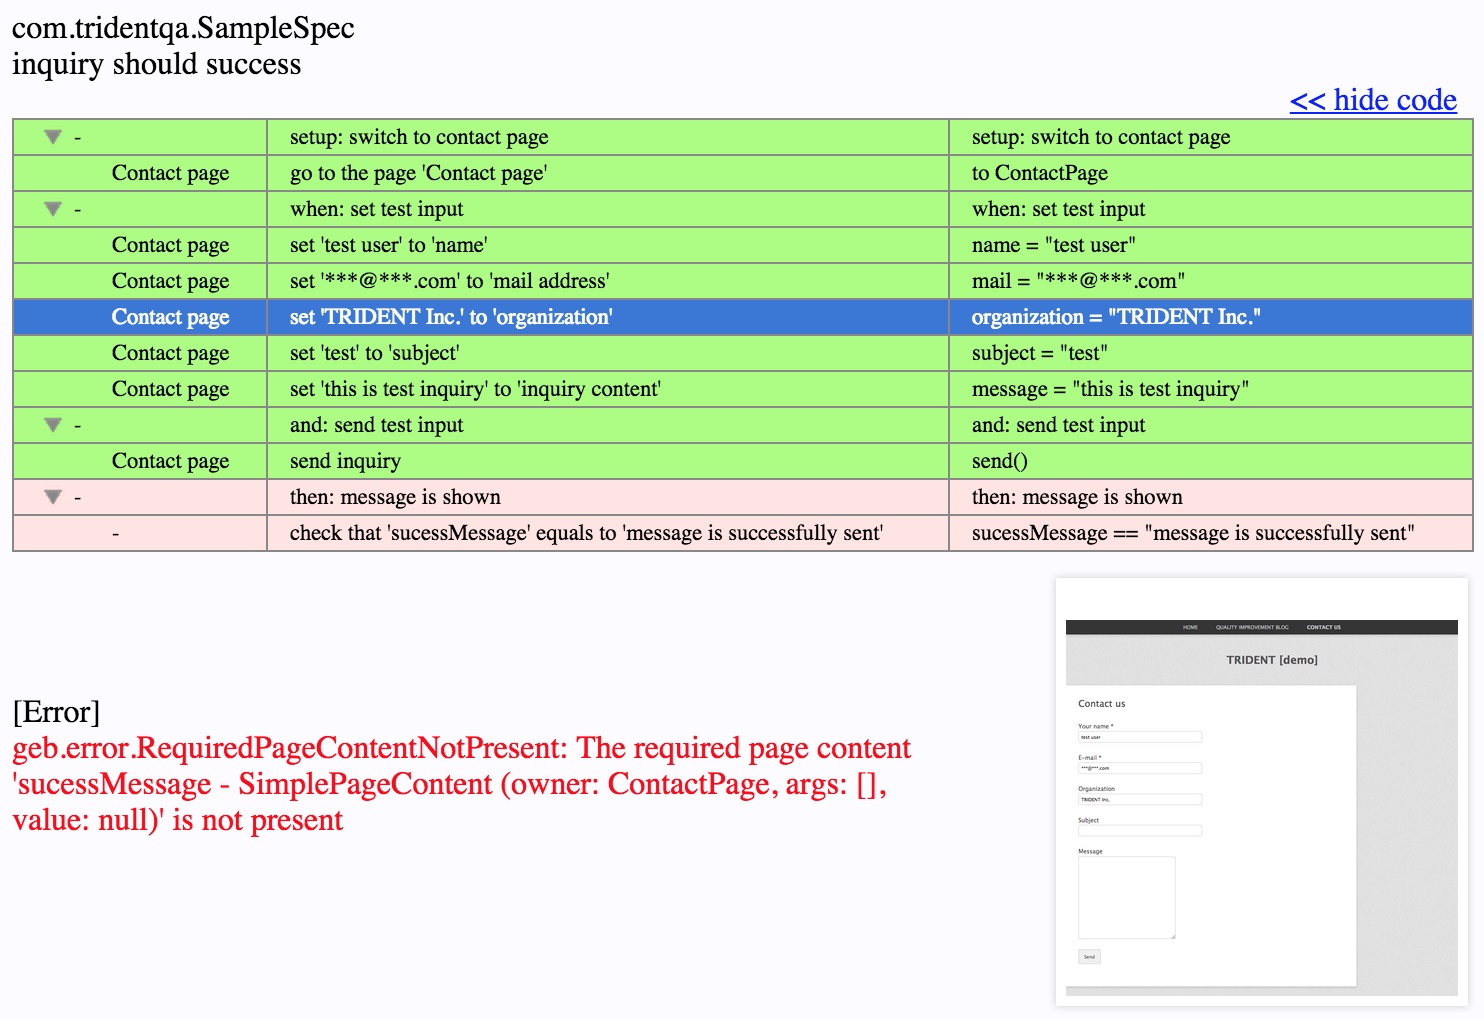 com.tridentqa.SampleSpec
inquiry should success
<< hide code
- setup: switch to contact page setup: switch to contact page
Contact page go to the page 'Contact page' to ContactPage
- when: set test input when: set test input
Contact page set 'test user' to 'name' name = "test user"
Contact page set '***@***.com' to 'mail address' mail = "***@***.com"
Contact page set 'TRIDENT Inc.' to 'organization' organization = "TRIDENT Inc."
Contact page set 'test' to 'subject' subject = "test"
Contact page set 'this is test inquiry' to 'inquiry content' message = "this is test inquiry"
- and: send test input and: send test input
Contact page send inquiry send()
- then: message is shown then: message is shown
- check that 'sucessMessage' equals to 'message is successfully sent' sucessMessage == "message is successfully sent"
[Error]
geb.error.RequiredPageContentNotPresent: The required page content
'sucessMessage - SimplePageContent (owner: ContactPage, args: [],
value: null)' is not present
HOME QUALITY IMPROVEMENT BLOG CONTACT US
TRIDENT [demo]
Contact us
Your name *
test user
E-mail *
***@***.com
Organization
TRIDENT Inc.
Subject
Message
Send